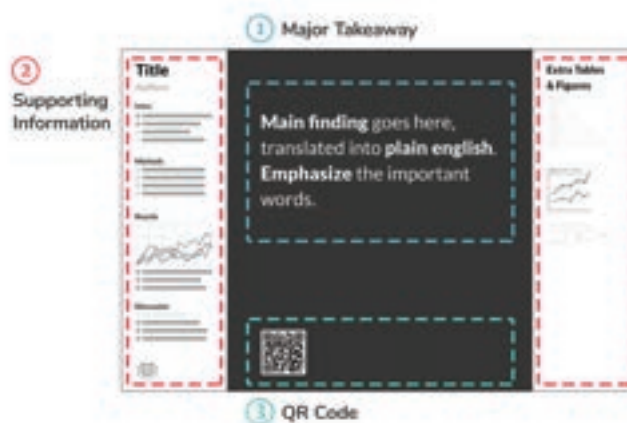 1 Major Takeaway
2
Supporting
Information
Title
Authors
Intro
Methods
Results
Discussion
Main finding goes here,
translated into plain english.
Emphasize the important
words.
Extra Tables
& Figures
3 QR Code